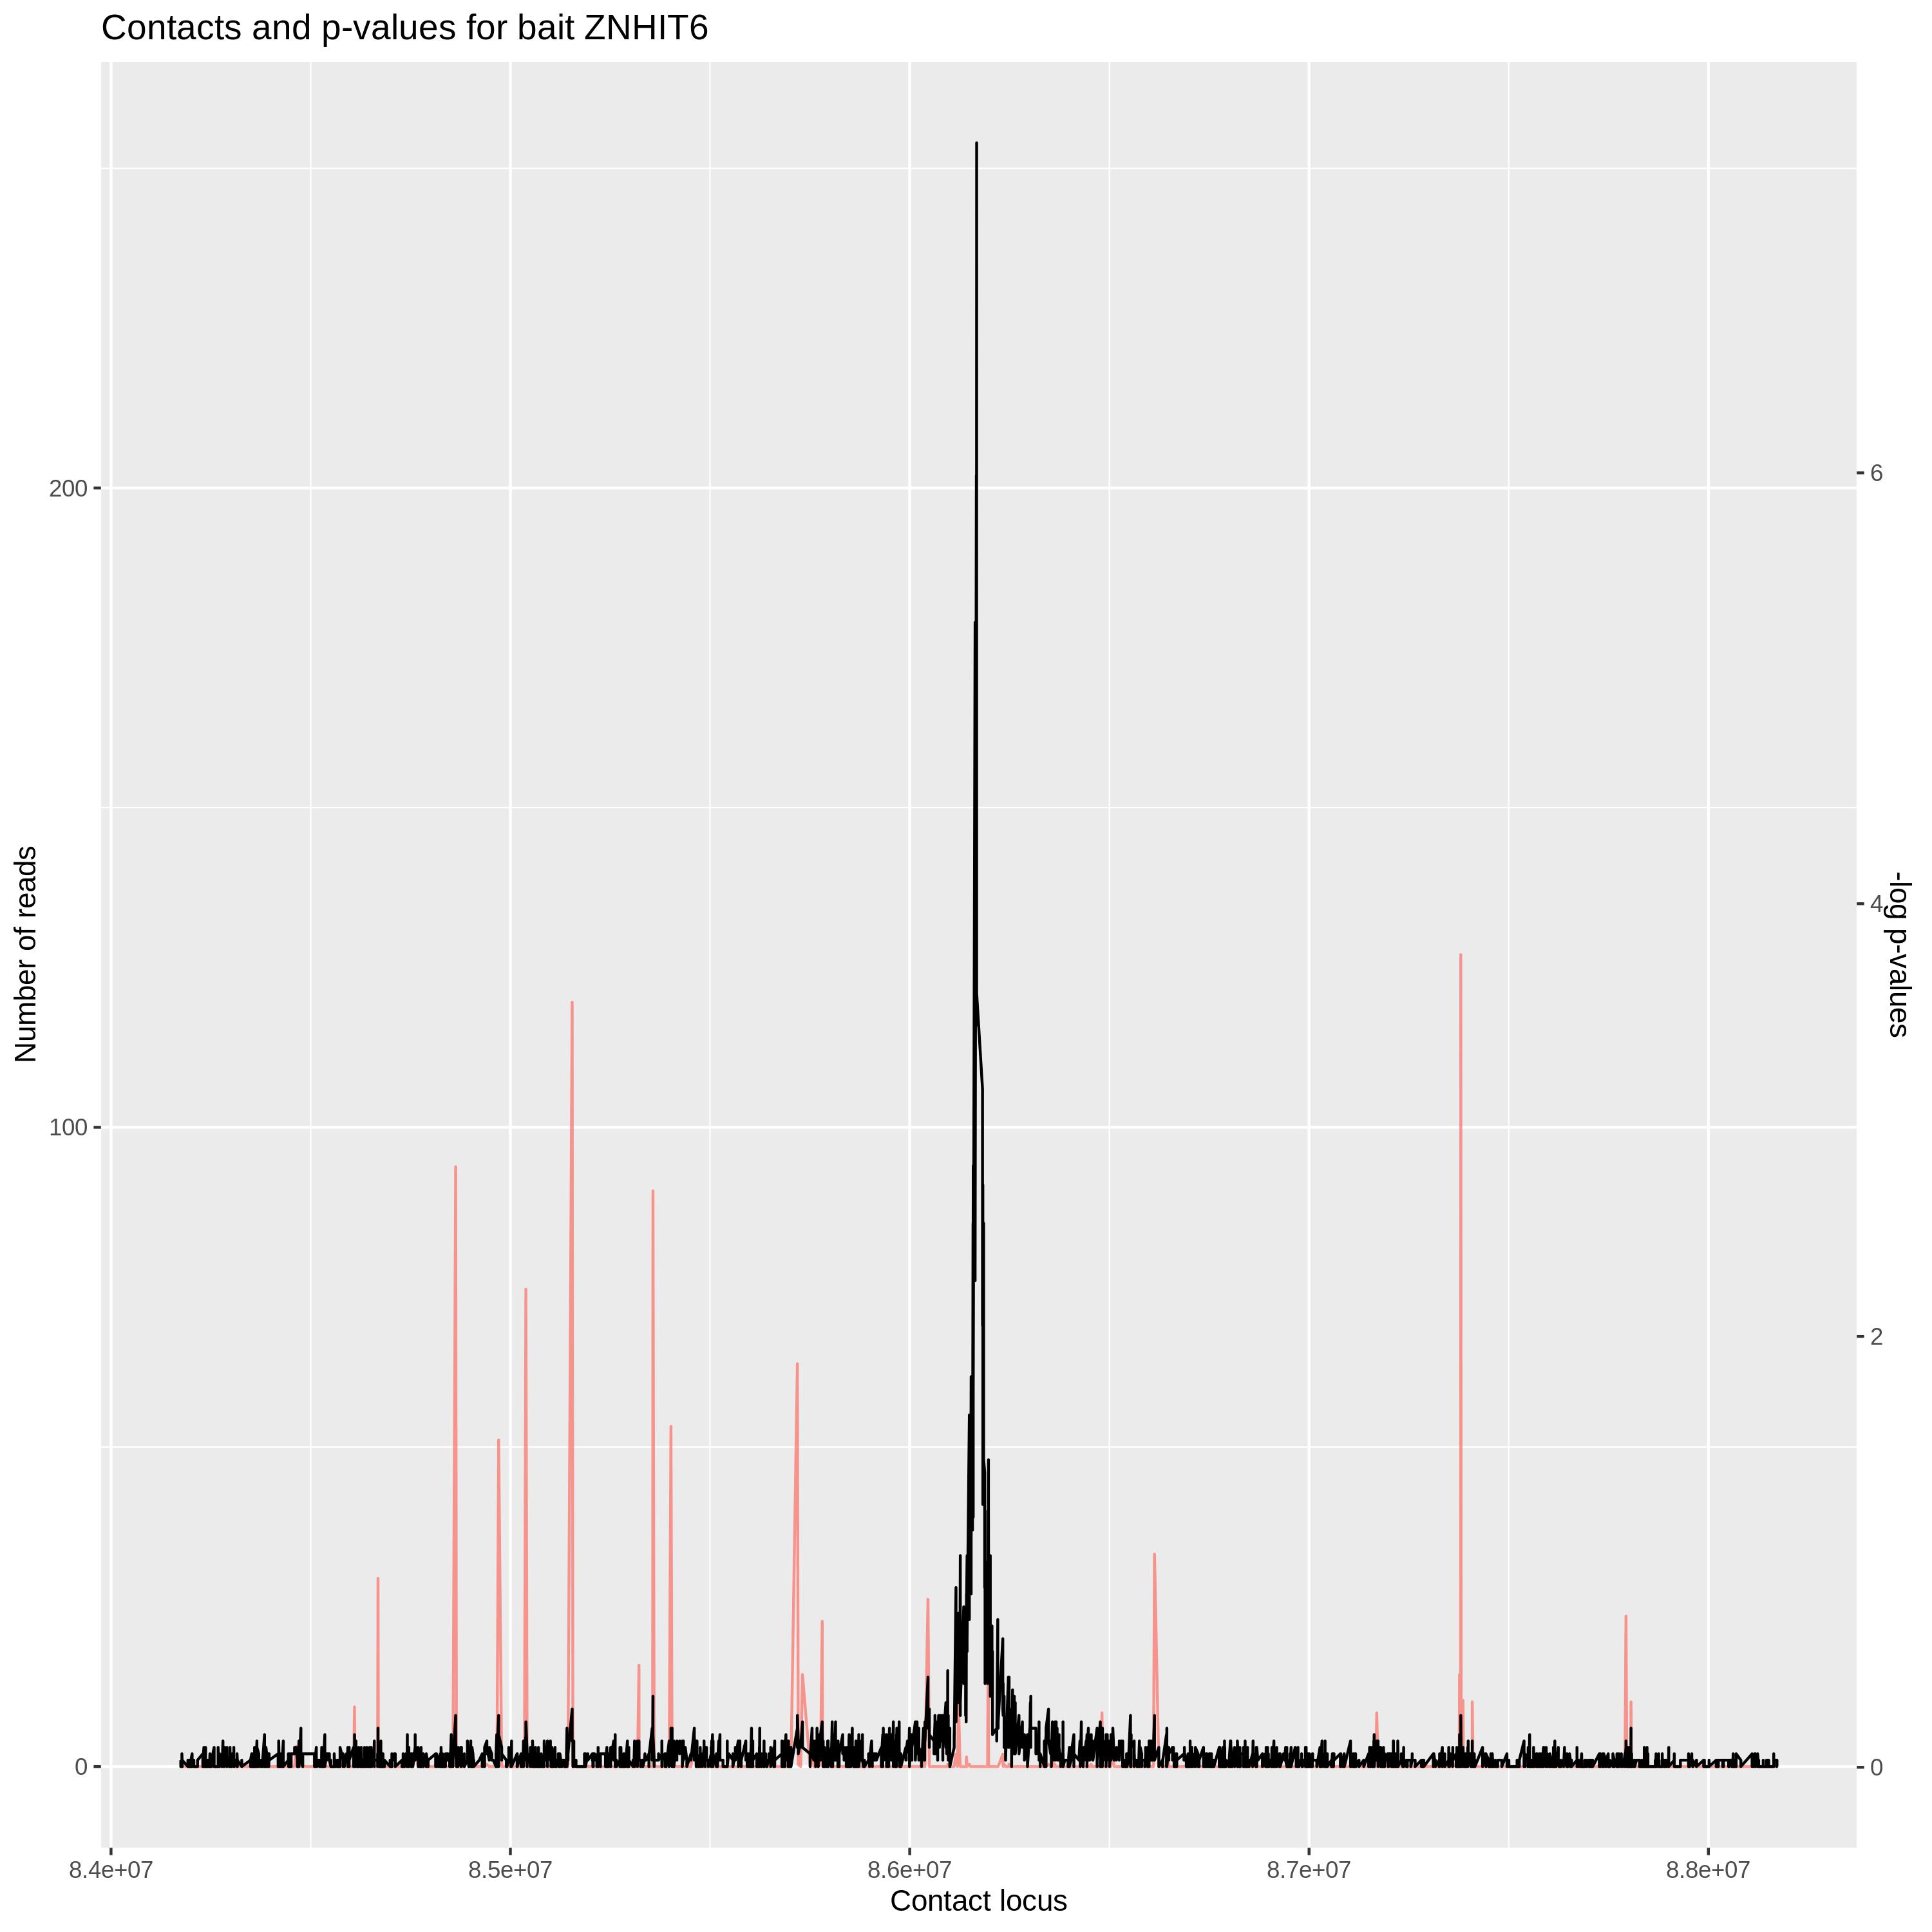 Contacts and p-values for bait ZNHIT6
Number of reads
200
100
0
6
4
2
0
-log p-values
8.4e+07 8.5e+07 8.6e+07 8.7e+07 8.8e+07
Contact locus